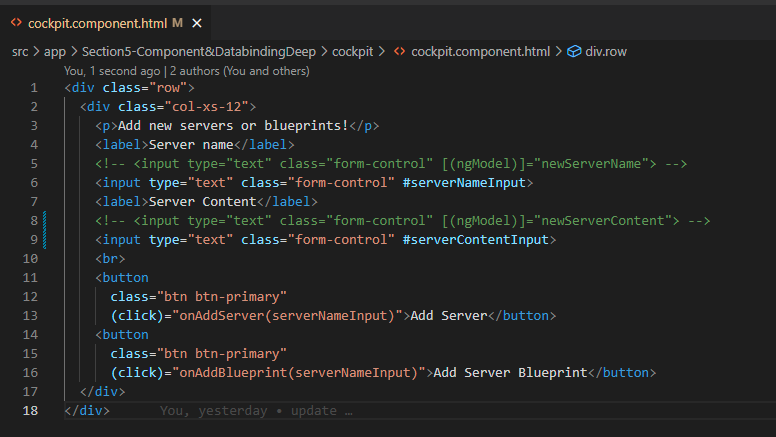 cockpit.component.html M ×
src > app > Section5-Component&DatabindingDeep > cockpit > cockpit.component.html > div.row
You, 1 second ago | 2 authors (You and others)
1 <div class="row">
2 <div class="col-xs-12">
3 <p>Add new servers or blueprints!</p>
4 <label>Server name</label>
5 <!-- <input type="text" class="form-control" [(ngModel)]="newServerName"> -->
6 <input type="text" class="form-control" #serverNameInput>
7 <label>Server Content</label>
8 <!-- <input type="text" class="form-control" [(ngModel)]="newServerContent"> -->
9 <input type="text" class="form-control" #serverContentInput>
10 <br>
11 <button
12 class="btn btn-primary"
13 (click)="onAddServer(serverNameInput)">Add Server</button>
14 <button
15 class="btn btn-primary"
16 (click)="onAddBlueprint(serverNameInput)">Add Server Blueprint</button>
17 </div>
18 </div> You, yesterday • update …